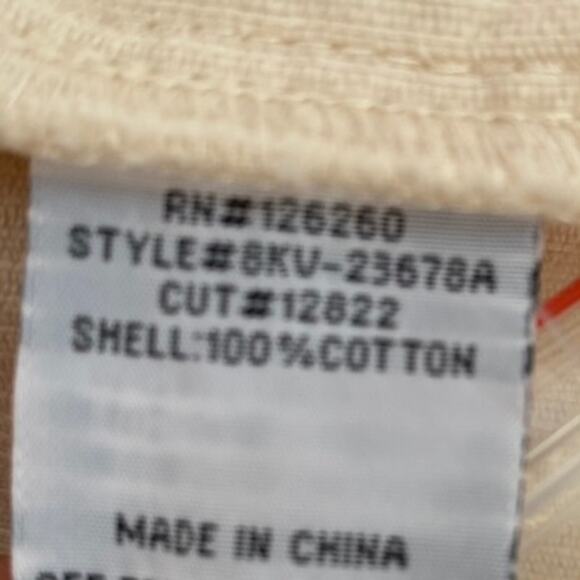 RN#126260
STYLE#8KV-23678A
CUT#12822
SHELL:100%COTTON
MADE IN CHINA